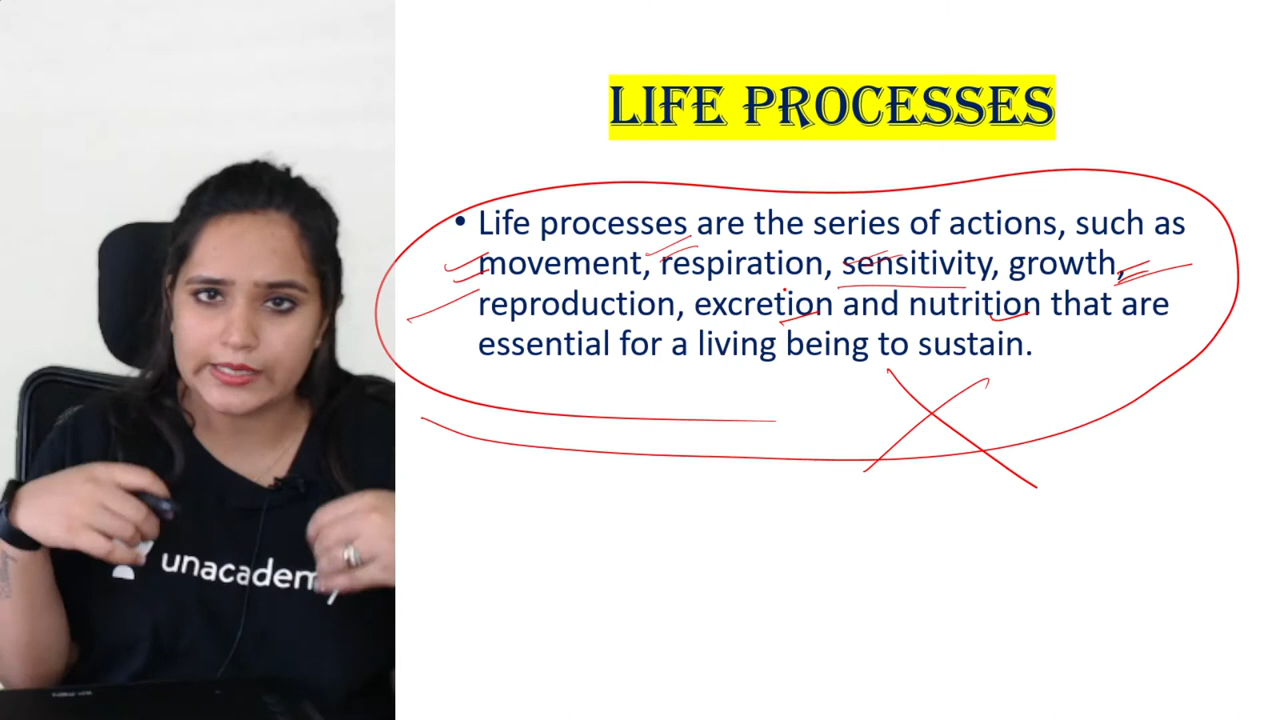 LIFE PROCESSES
• Life processes are the series of actions, such as
movement, respiration, sensitivity, growth,
reproduction, excretion and nutrition that are
essential for a living being to sustain.
unacademy